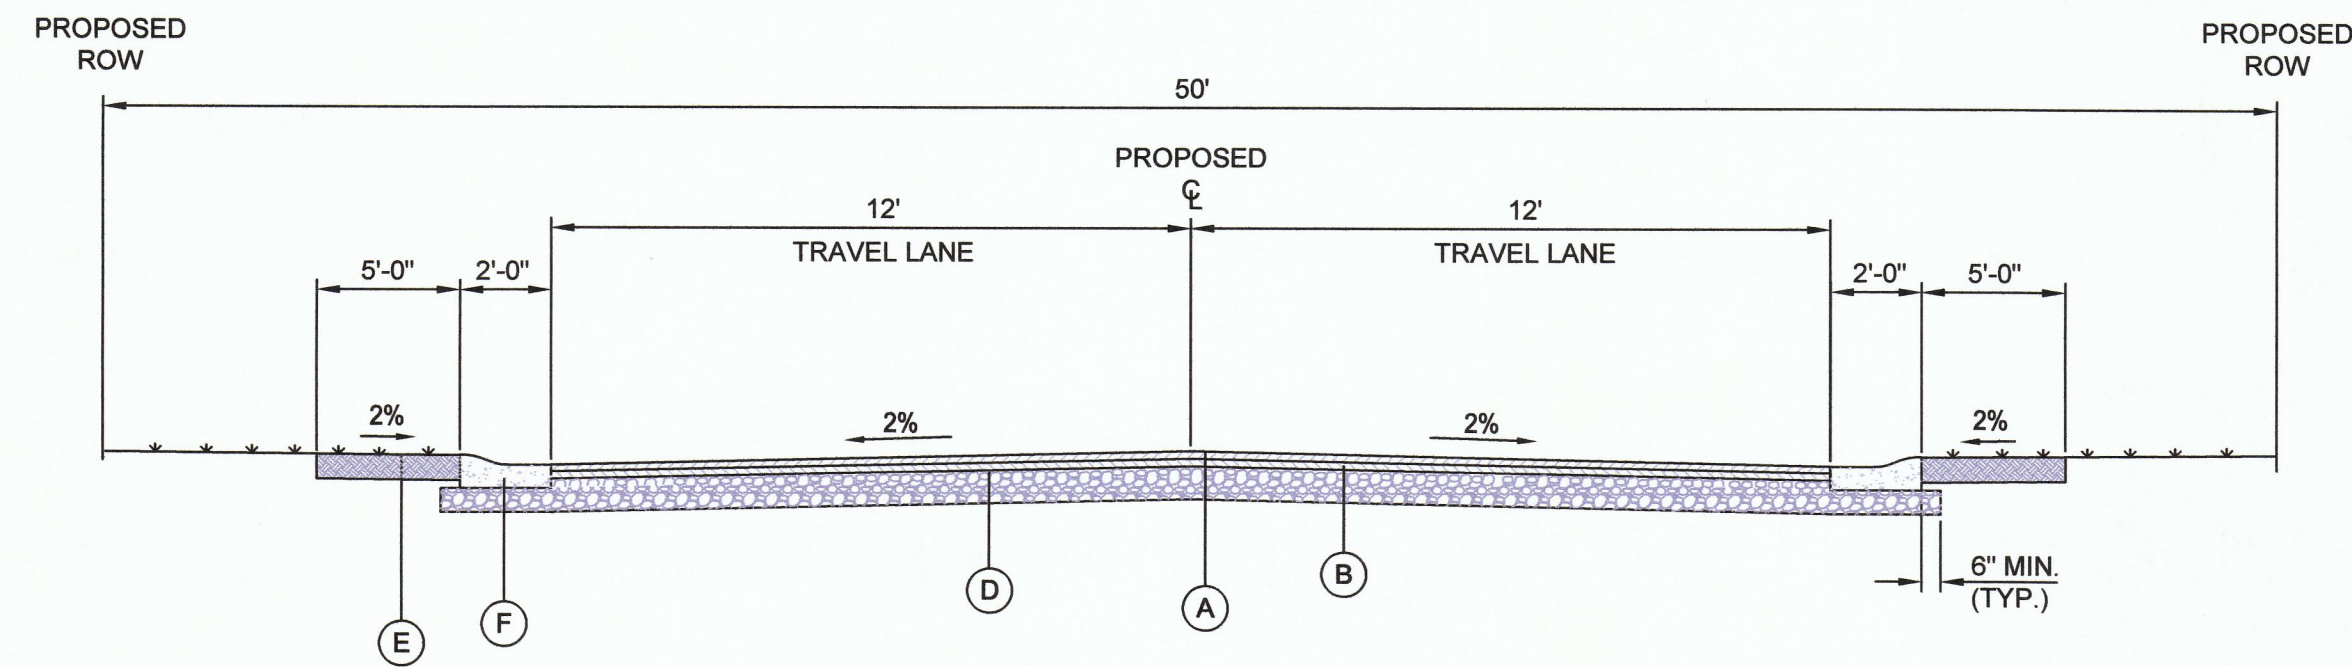 PROPOSED
ROW
PROPOSED
ROW
50'
PROPOSED
℄
12'
12'
TRAVEL LANE
TRAVEL LANE
5'-0"
2'-0"
2'-0"
5'-0"
2%
2%
2%
2%
6" MIN.
(TYP.)
D
B
A
F
E